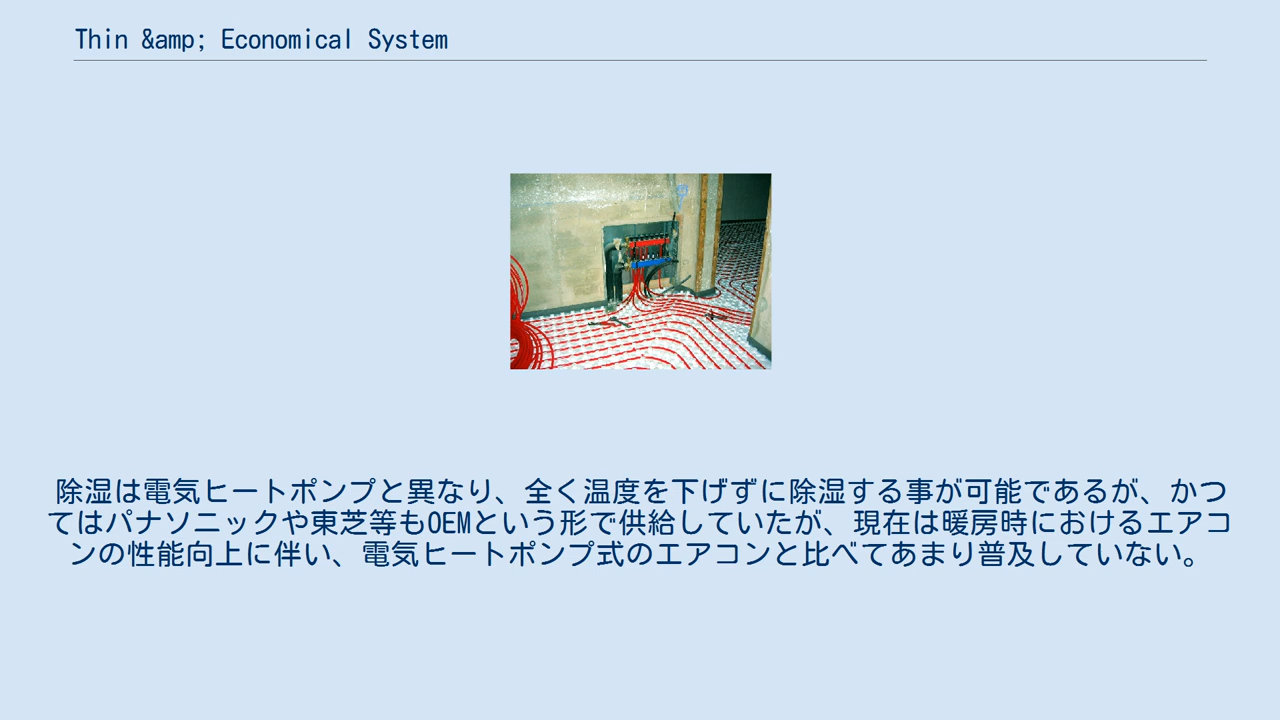 Thin &amp; Economical System
除湿は電気ヒートポンプと異なり、全く温度を下げずに除湿する事が可能であるが、かつ
てはパナソニックや東芝等もOEMという形で供給していたが、現在は暖房時におけるエアコ
ンの性能向上に伴い、電気ヒートポンプ式のエアコンと比べてあまり普及していない。